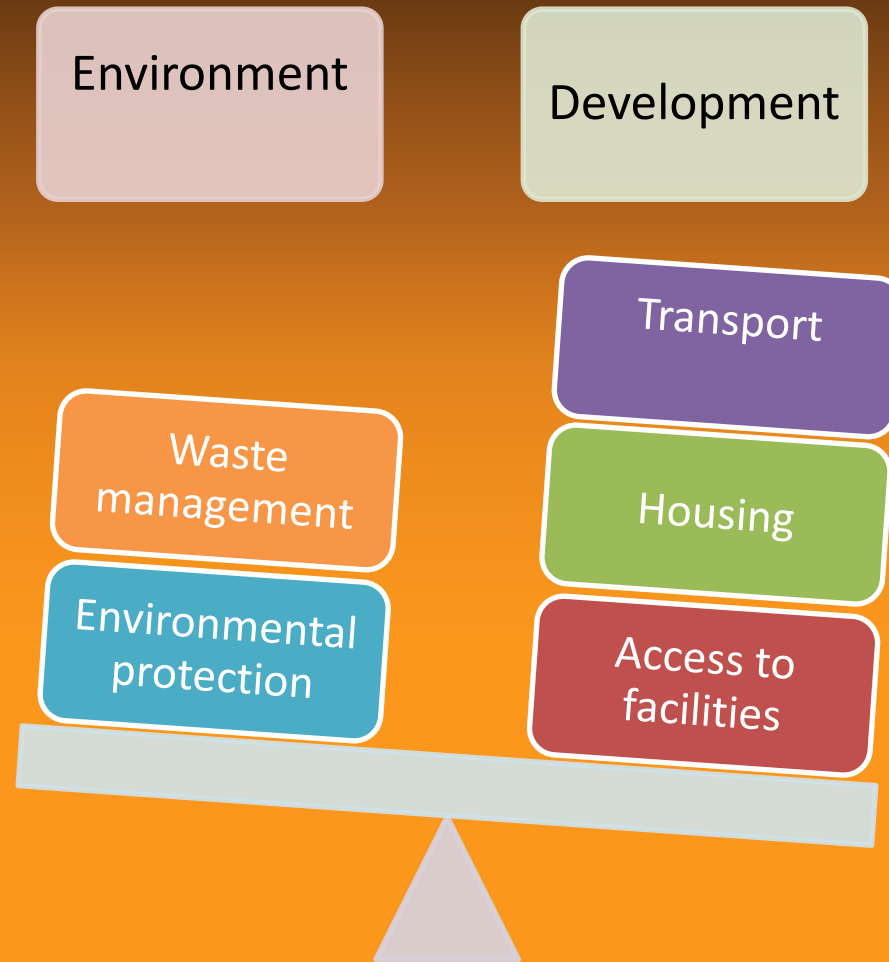 Environment
Development
Transport
Waste
management
Housing
Environmental
protection
Access to
facilities